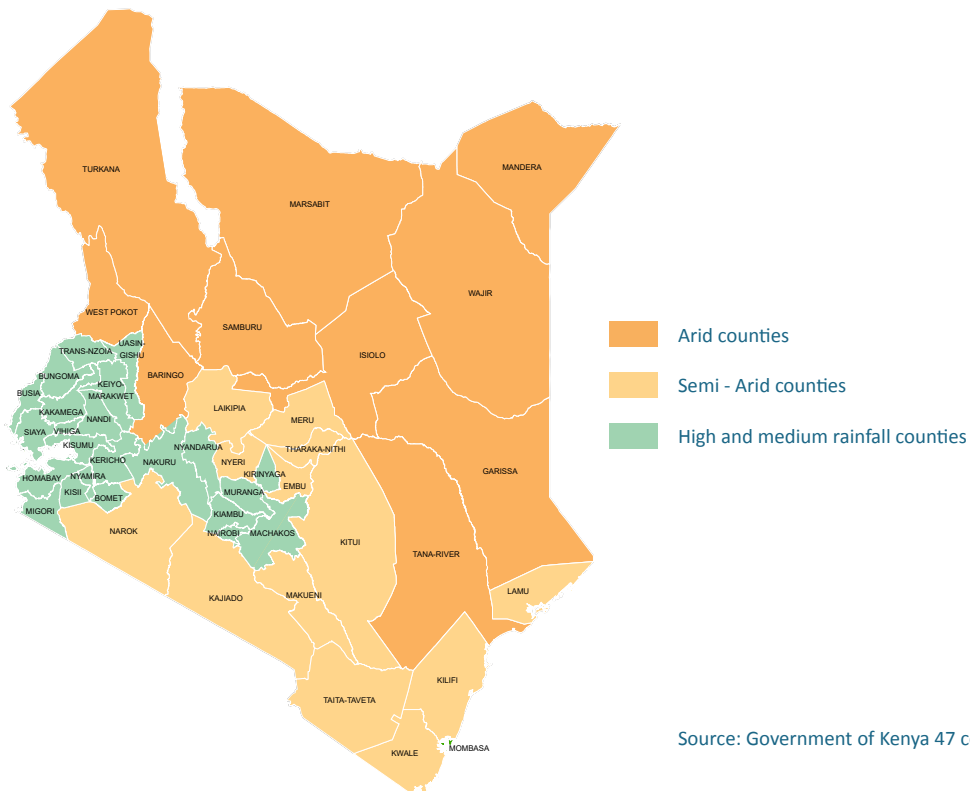 TURKANA
MANDERA
MARSABIT
WAJIR
WEST POKOT
SAMBURU
ISIOLO
UASIN-
GISHU
TRANS-NZOIA
BARINGO
BUNGOMA
KEIYO-
MARAKWET
BUSIA
KAKAMEGA
LAIKIPIA
MERU
NANDI
SIAYA
VIHIGA
KISUMU
NYANDARUA
THARAKA-NITHI
KERICHO
NAKURU
NYERI
GARISSA
HOMABAY
NYAMIRA
KIRINYAGA
EMBU
KISII
BOMET
MURANGA
MIGORI
KIAMBU
NAROK
NAIROBI
MACHAKOS
KITUI
TANA-RIVER
LAMU
KAJIADO
MAKUENI
KILIFI
TAITA-TAVETA
KWALE
MOMBASA
Arid counties
Semi - Arid counties
High and medium rainfall counties
Source: Government of Kenya 47 c